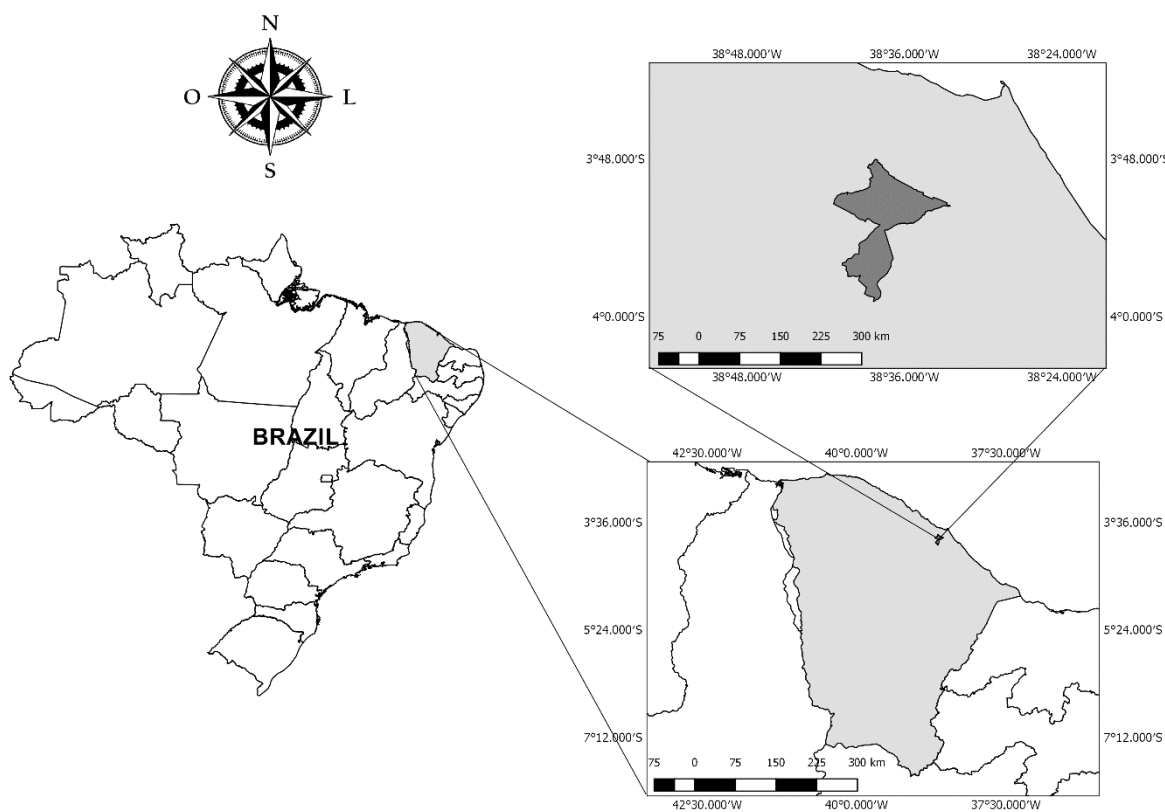 N
O L
S
BRAZIL
38°48.000′W 38°36.000′W 38°24.000′W
3°48.000′S 3°48.000′S
4°0.000′S 4°0.000′S
75 0 75 150 225 300 km
38°48.000′W 38°36.000′W 38°24.000′W
42°30.000′W 40°0.000′W 37°30.000′W
3°36.000′S 3°36.000′S
5°24.000′S 5°24.000′S
7°12.000′S 7°12.000′S
75 0 75 150 225 300 km
42°30.000′W 40°0.000′W 37°30.000′W